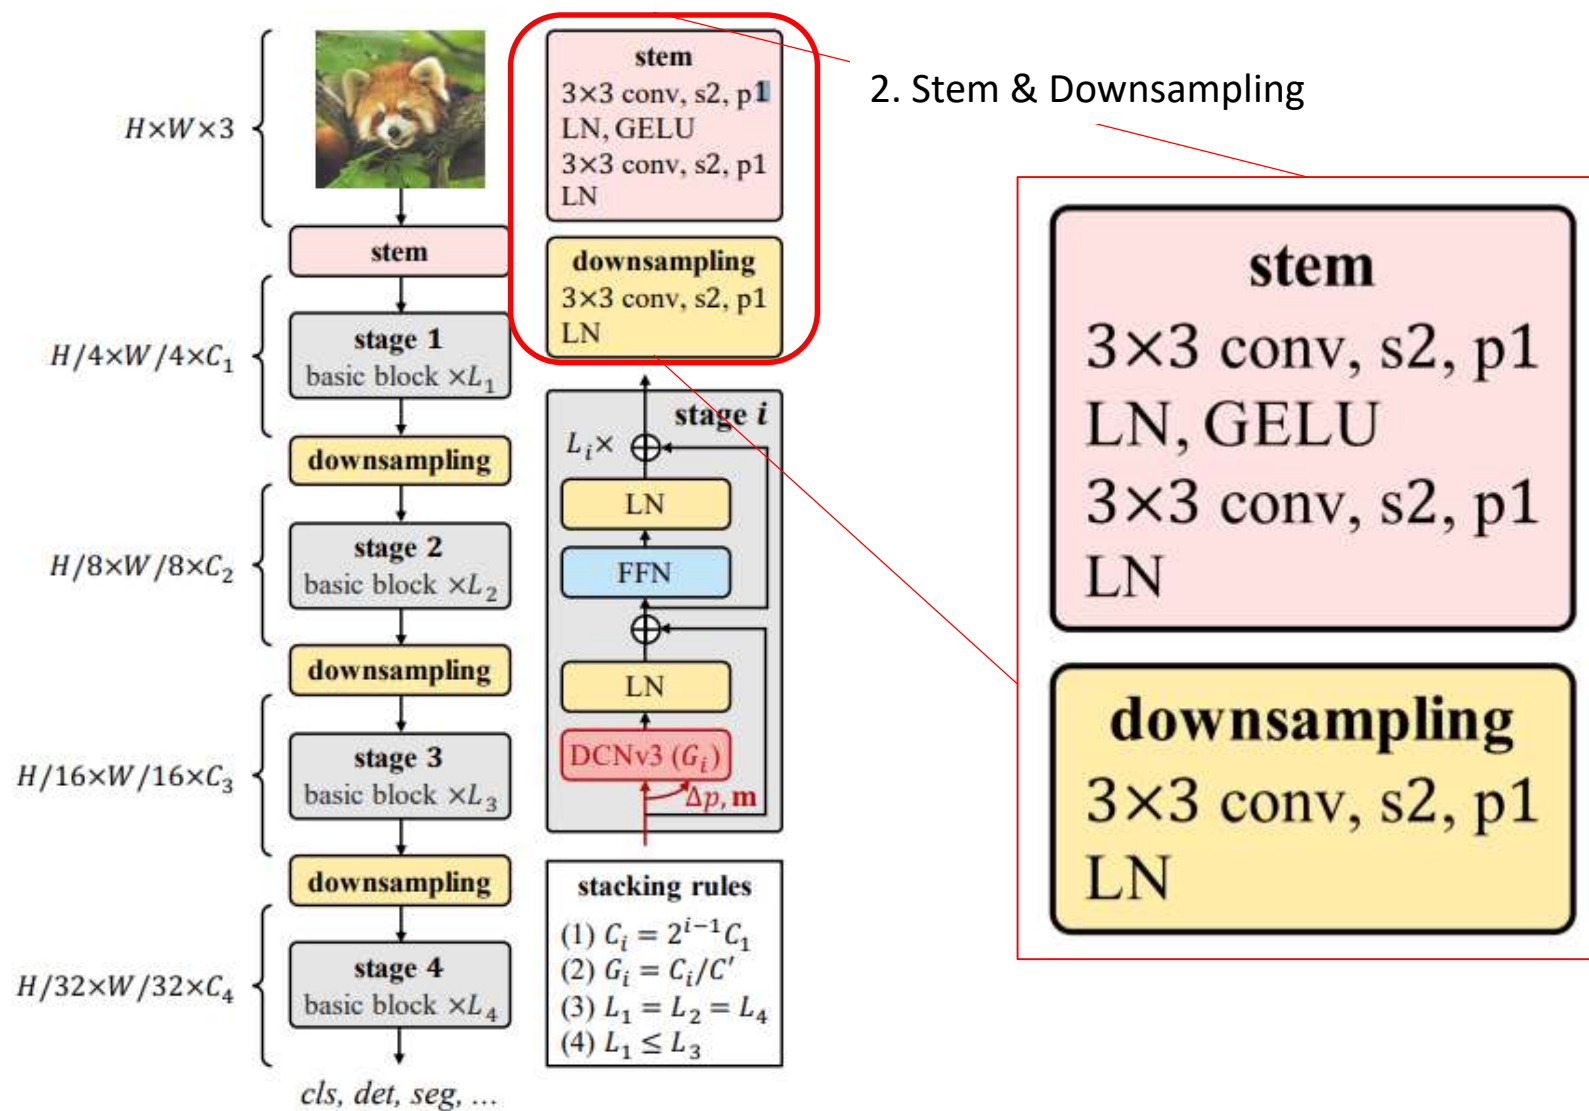 H×W×3
stem
H/4×W/4×C₁
stage 1
basic block ×L₁
downsampling
H/8×W/8×C₂
stage 2
basic block ×L₂
downsampling
H/16×W/16×C₃
stage 3
basic block ×L₃
downsampling
H/32×W/32×C₄
stage 4
basic block ×L₄
cls, det, seg, ...
stem
3×3 conv, s2, p1
LN, GELU
3×3 conv, s2, p1
LN
downsampling
3×3 conv, s2, p1
LN
stage i
Lᵢ×
LN
FFN
LN
DCNv3 (Gᵢ)
Δp, m
stacking rules
(1) Cᵢ = 2ⁱ⁻¹C₁
(2) Gᵢ = Cᵢ/C′
(3) L₁ = L₂ = L₄
(4) L₁ ≤ L₃
2. Stem & Downsampling
stem
3×3 conv, s2, p1
LN, GELU
3×3 conv, s2, p1
LN
downsampling
3×3 conv, s2, p1
LN